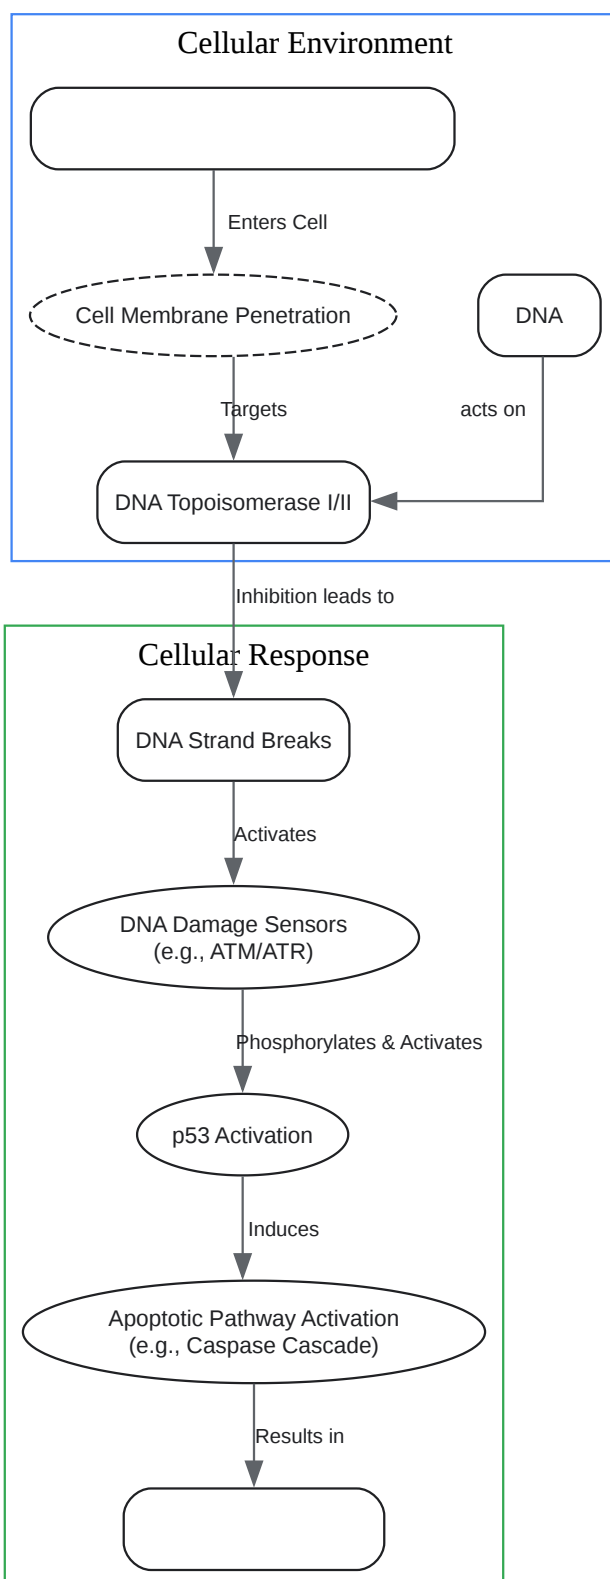 Cellular Environment
Enters Cell
Cell Membrane Penetration
DNA
Targets
acts on
DNA Topoisomerase I/II
Inhibition leads to
Cellular Response
DNA Strand Breaks
Activates
DNA Damage Sensors
(e.g., ATM/ATR)
Phosphorylates & Activates
p53 Activation
Induces
Apoptotic Pathway Activation
(e.g., Caspase Cascade)
Results in